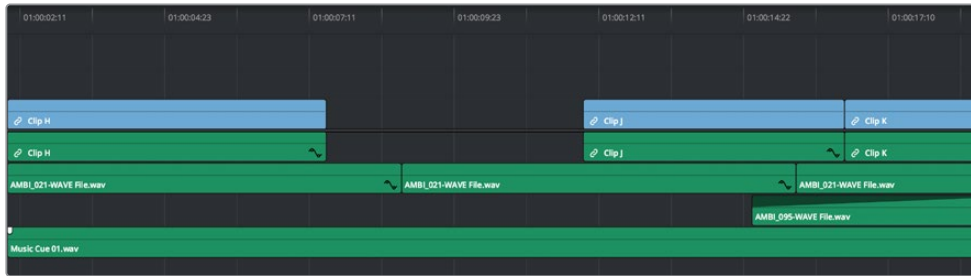 01:00:02:11 01:00:04:23 01:00:07:11 01:00:09:23 01:00:12:11 01:00:14:22 01:00:17:10
Clip H Clip J Clip K
Clip H Clip J Clip K
AMBI_021-WAVE File.wav AMBI_021-WAVE File.wav AMBI_021-WAVE File.wav
AMBI_095-WAVE File.wav
Music Cue 01.wav